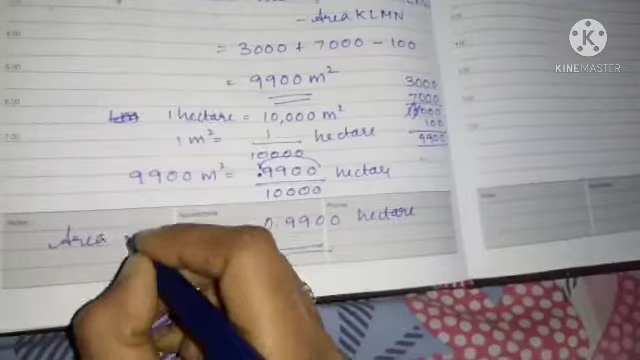 - Area KLMN
= 3000 + 7000 - 100
= 9900 m²
1 hectare = 10,000 m²
1 m² = 1/10000 hectare
9900 m² = .9900/10000 hectare
0.9900 hectare
Area
3000
7000
10000
100
9900
K
KINEMASTER